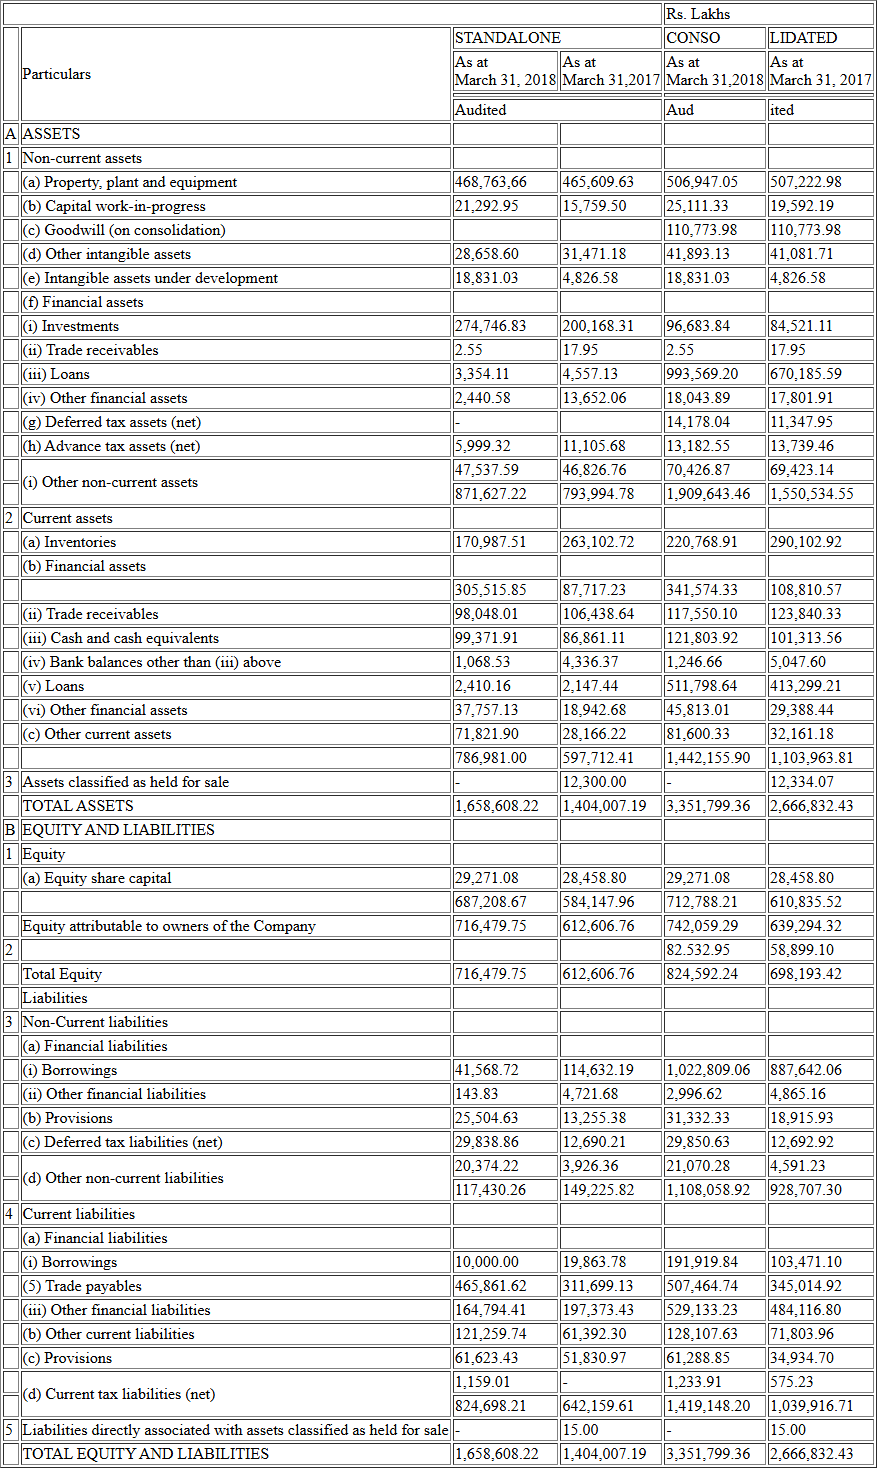 Rs. Lakhs
STANDALONE CONSO LIDATED
Particulars
As at As at As at As at
March 31, 2018 March 31,2017 March 31,2018 March 31, 2017
Audited Aud ited
A ASSETS
1 Non-current assets
(a) Property, plant and equipment 468,763,66 465,609.63 506,947.05 507,222.98
(b) Capital work-in-progress 21,292.95 15,759.50 25,111.33 19,592.19
(c) Goodwill (on consolidation) 110,773.98 110,773.98
(d) Other intangible assets 28,658.60 31,471.18 41,893.13 41,081.71
(e) Intangible assets under development 18,831.03 4,826.58 18,831.03 4,826.58
(f) Financial assets
(i) Investments 274,746.83 200,168.31 96,683.84 84,521.11
(ii) Trade receivables 2.55 17.95 2.55 17.95
(iii) Loans 3,354.11 4,557.13 993,569.20 670,185.59
(iv) Other financial assets 2,440.58 13,652.06 18,043.89 17,801.91
(g) Deferred tax assets (net) - 14,178.04 11,347.95
(h) Advance tax assets (net) 5,999.32 11,105.68 13,182.55 13,739.46
(i) Other non-current assets 47,537.59 46,826.76 70,426.87 69,423.14
871,627.22 793,994.78 1,909,643.46 1,550,534.55
2 Current assets
(a) Inventories 170,987.51 263,102.72 220,768.91 290,102.92
(b) Financial assets
305,515.85 87,717.23 341,574.33 108,810.57
(ii) Trade receivables 98,048.01 106,438.64 117,550.10 123,840.33
(iii) Cash and cash equivalents 99,371.91 86,861.11 121,803.92 101,313.56
(iv) Bank balances other than (iii) above 1,068.53 4,336.37 1,246.66 5,047.60
(v) Loans 2,410.16 2,147.44 511,798.64 413,299.21
(vi) Other financial assets 37,757.13 18,942.68 45,813.01 29,388.44
(c) Other current assets 71,821.90 28,166.22 81,600.33 32,161.18
786,981.00 597,712.41 1,442,155.90 1,103,963.81
3 Assets classified as held for sale - 12,300.00 - 12,334.07
TOTAL ASSETS 1,658,608.22 1,404,007.19 3,351,799.36 2,666,832.43
B EQUITY AND LIABILITIES
1 Equity
(a) Equity share capital 29,271.08 28,458.80 29,271.08 28,458.80
687,208.67 584,147.96 712,788.21 610,835.52
Equity attributable to owners of the Company 716,479.75 612,606.76 742,059.29 639,294.32
2 82.532.95 58,899.10
Total Equity 716,479.75 612,606.76 824,592.24 698,193.42
Liabilities
3 Non-Current liabilities
(a) Financial liabilities
(i) Borrowings 41,568.72 114,632.19 1,022,809.06 887,642.06
(ii) Other financial liabilities 143.83 4,721.68 2,996.62 4,865.16
(b) Provisions 25,504.63 13,255.38 31,332.33 18,915.93
(c) Deferred tax liabilities (net) 29,838.86 12,690.21 29,850.63 12,692.92
(d) Other non-current liabilities 20,374.22 3,926.36 21,070.28 4,591.23
117,430.26 149,225.82 1,108,058.92 928,707.30
4 Current liabilities
(a) Financial liabilities
(i) Borrowings 10,000.00 19,863.78 191,919.84 103,471.10
(5) Trade payables 465,861.62 311,699.13 507,464.74 345,014.92
(iii) Other financial liabilities 164,794.41 197,373.43 529,133.23 484,116.80
(b) Other current liabilities 121,259.74 61,392.30 128,107.63 71,803.96
(c) Provisions 61,623.43 51,830.97 61,288.85 34,934.70
(d) Current tax liabilities (net) 1,159.01 - 1,233.91 575.23
824,698.21 642,159.61 1,419,148.20 1,039,916.71
5 Liabilities directly associated with assets classified as held for sale - 15.00 - 15.00
TOTAL EQUITY AND LIABILITIES 1,658,608.22 1,404,007.19 3,351,799.36 2,666,832.43